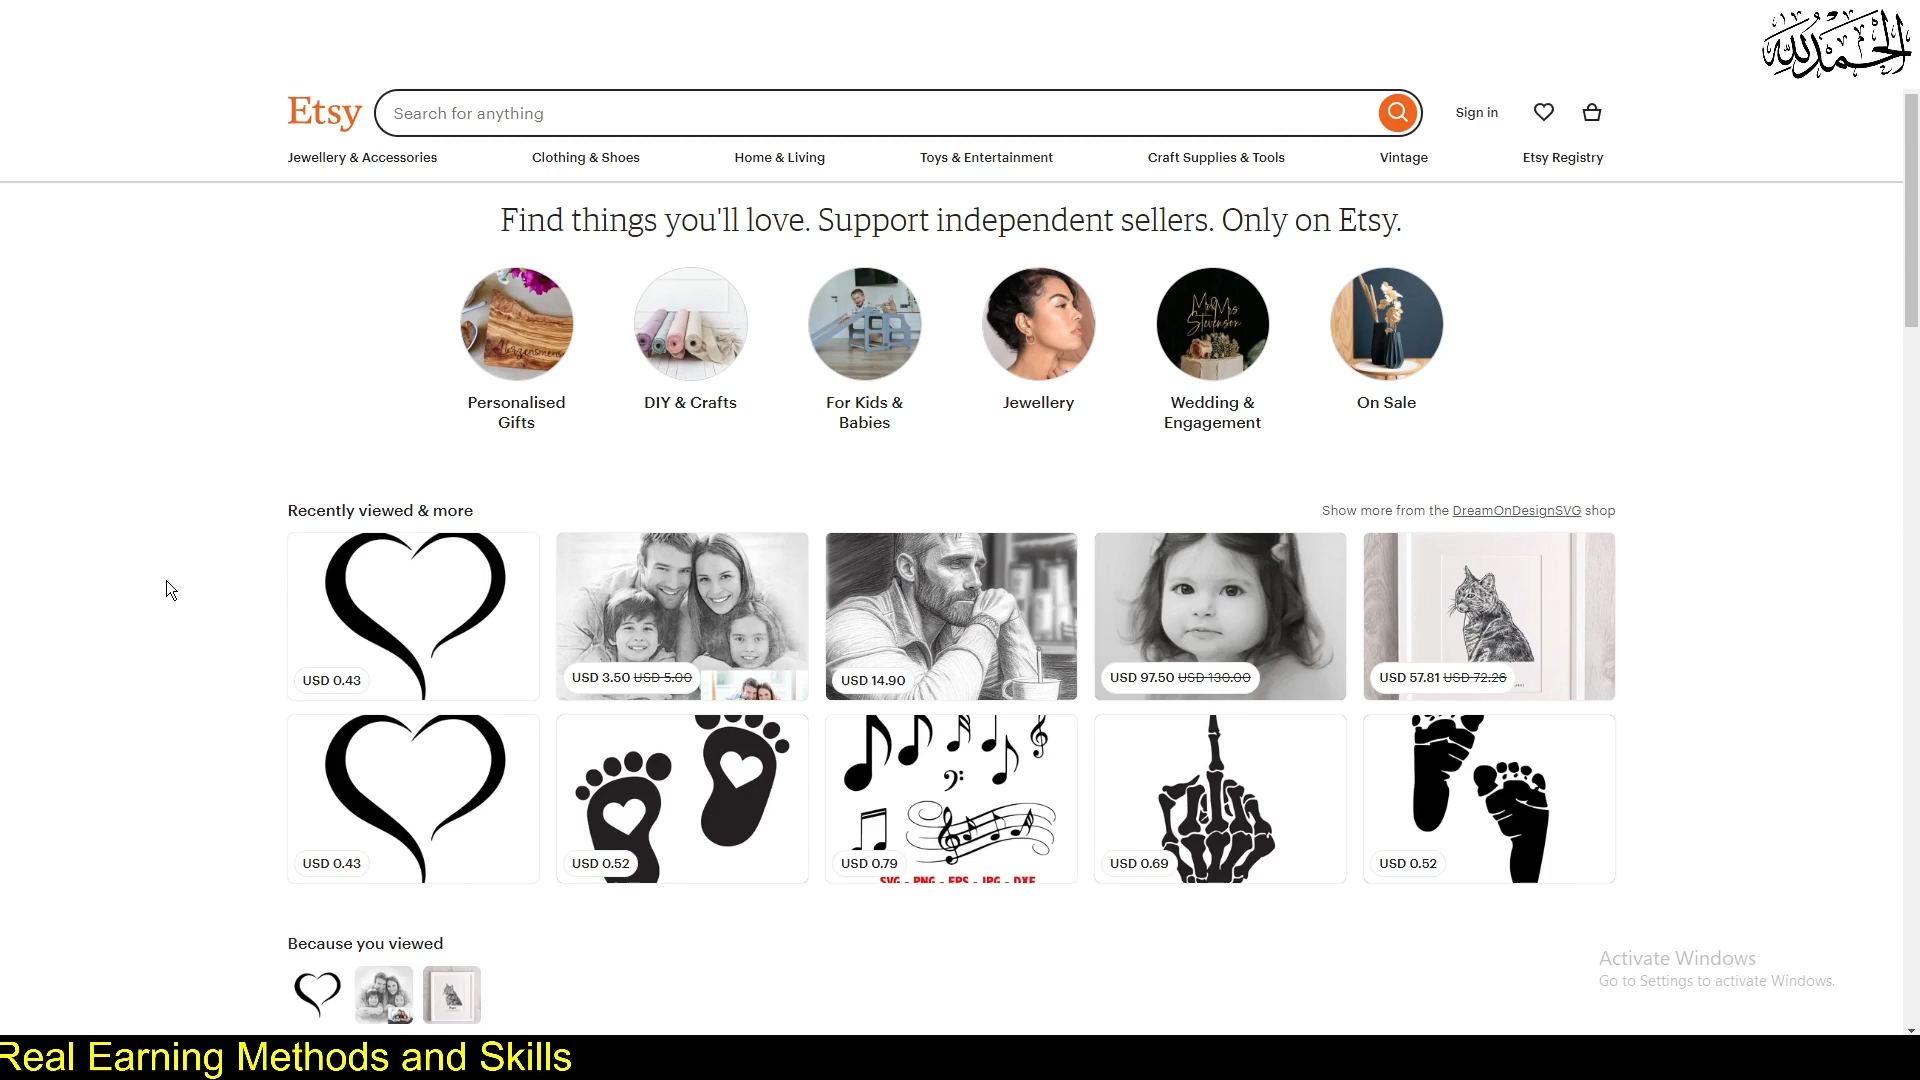 الحمد لله
Etsy
Search for anything
Sign in
Jewellery & Accessories
Clothing & Shoes
Home & Living
Toys & Entertainment
Craft Supplies & Tools
Vintage
Etsy Registry
Find things you'll love. Support independent sellers. Only on Etsy.
Herzensmens
Mr & Mrs
Stevenson
Personalised
Gifts
DIY & Crafts
For Kids &
Babies
Jewellery
Wedding &
Engagement
On Sale
Recently viewed & more
Show more from the DreamOnDesignSVG shop
USD 0.43
USD 3.50 USD 5.00
USD 14.90
USD 97.50 USD 130.00
USD 57.81 USD 72.26
USD 0.43
USD 0.52
USD 0.79
SVG - PNG - EPS - JPG - DXF
USD 0.69
USD 0.52
Because you viewed
Activate Windows
Go to Settings to activate Windows.
Real Earning Methods and Skills